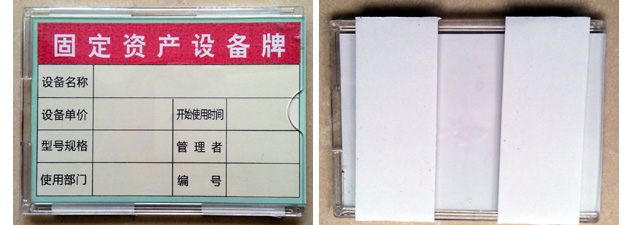 固定资产设备牌
设备名称
设备单价 开始使用时间
型号规格 管理者
使用部门 编号